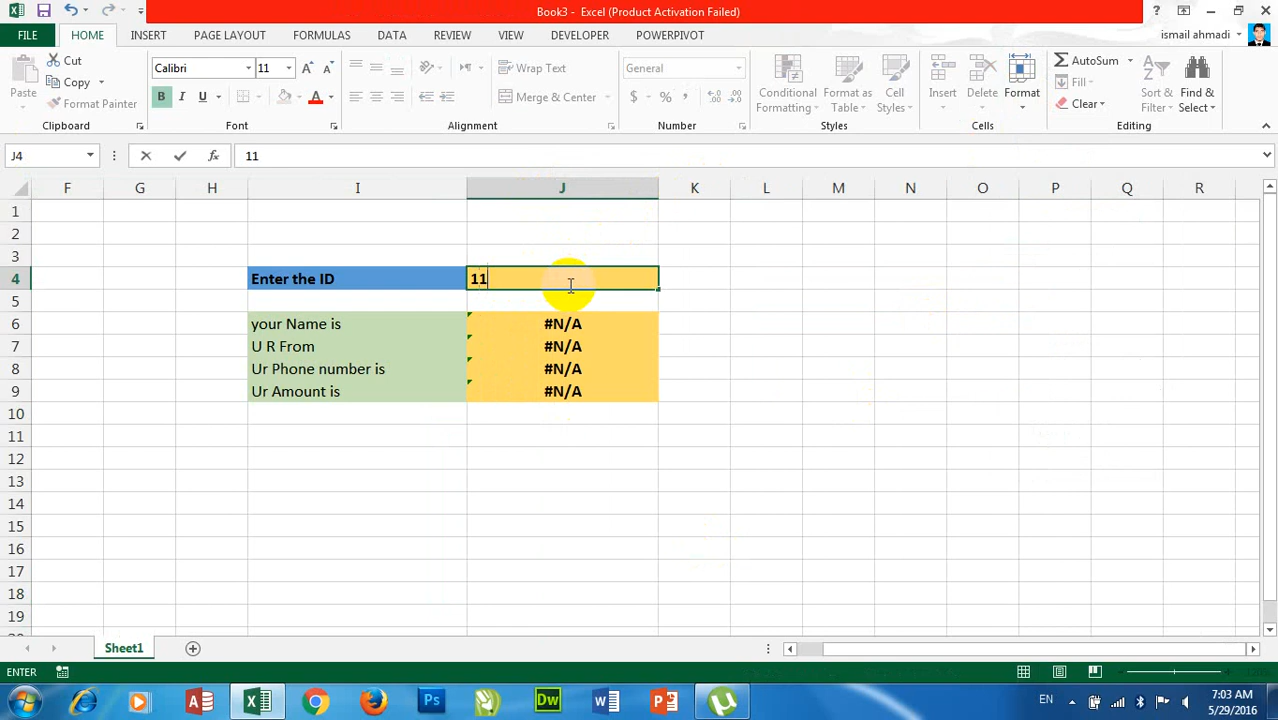 Book3 - Excel (Product Activation Failed)
FILE HOME INSERT PAGE LAYOUT FORMULAS DATA REVIEW VIEW DEVELOPER POWERPIVOT ismail ahmadi
Cut
Copy
Format Painter
Paste
Clipboard
Calibri 11
B I U
Font
Wrap Text
Merge & Center
Alignment
General
$ % ,
Number
Conditional Formatting
Format as Table
Cell Styles
Styles
Insert Delete Format
Cells
AutoSum
Fill
Clear
Sort & Filter
Find & Select
Editing
J4 fx 11
F G H I J K L M N O P Q R
1
2
3
4 Enter the ID 11
5
6 your Name is #N/A
7 U R From #N/A
8 Ur Phone number is #N/A
9 Ur Amount is #N/A
10
11
12
13
14
15
16
17
18
19
Sheet1
ENTER
Ps Dw EN 7:03 AM
5/29/2016